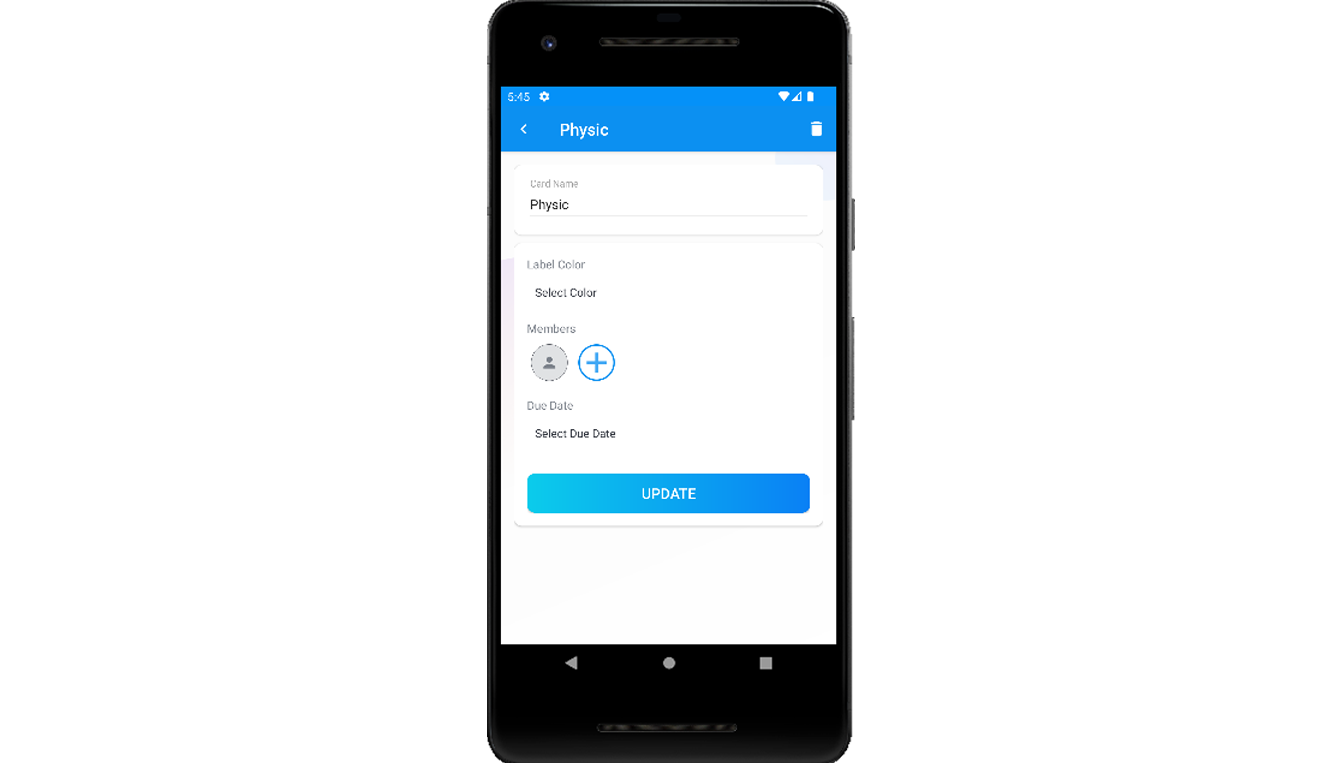 5:45
Physic
Card Name
Physic
Label Color
Select Color
Members
Due Date
Select Due Date
UPDATE